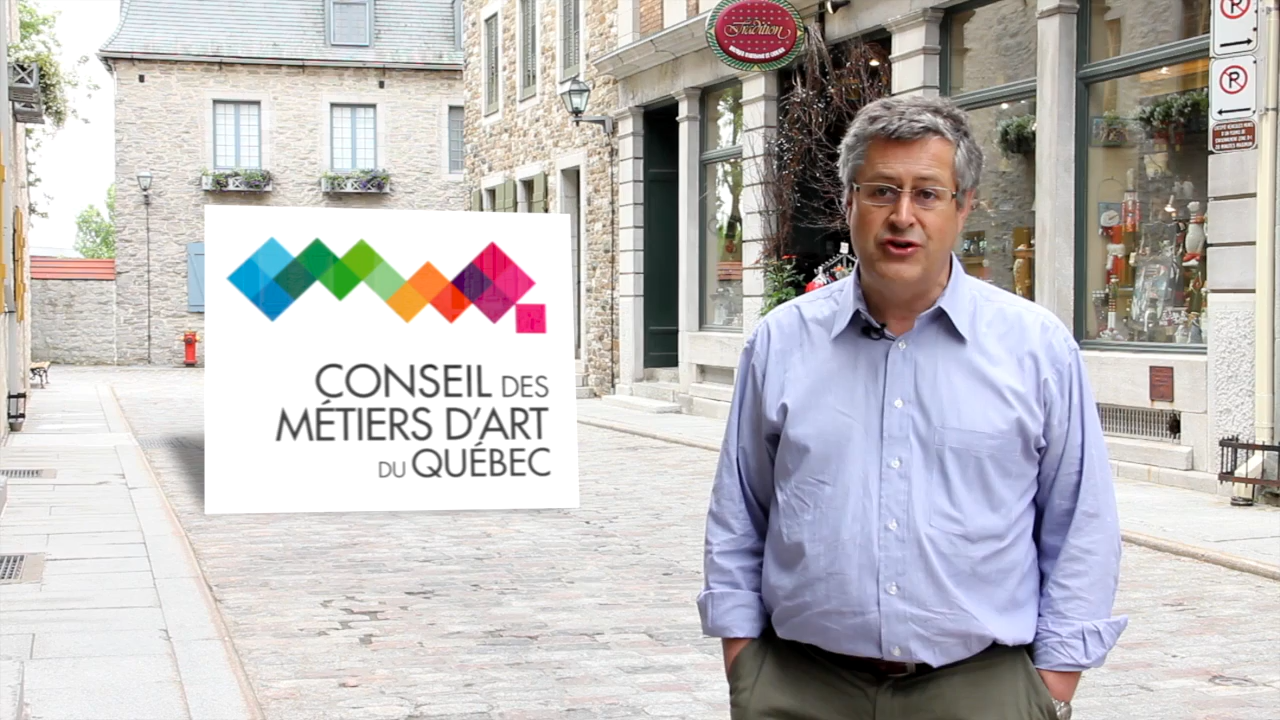 Tradition
P
P
CONSEIL DES
MÉTIERS D'ART
DU QUÉBEC